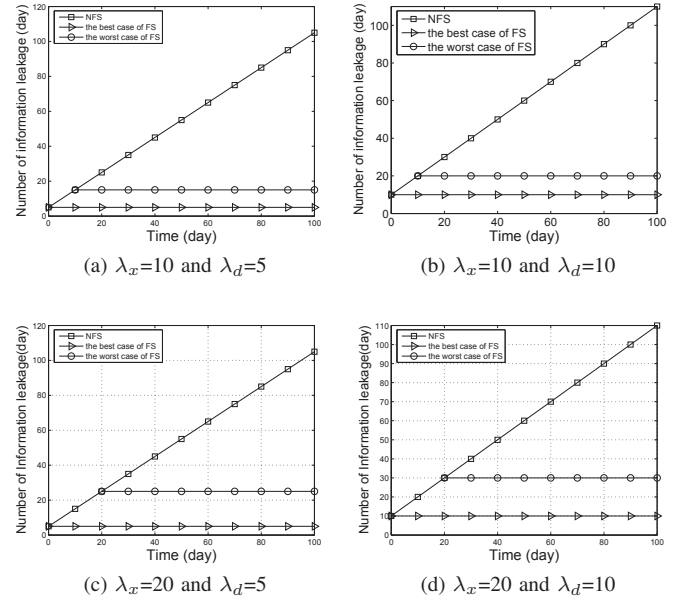 Number of information leakage (day)
120
100
80
60
40
20
0
NFS
the best case of FS
the worst case of FS
0 20 40 60 80 100
Time (day)
(a) λx=10 and λd=5
Number of information leakage (day)
110
100
80
60
40
20
10
0
NFS
the best case of FS
the worst case of FS
0 20 40 60 80 100
Time (day)
(b) λx=10 and λd=10
Number of Information leakage(day)
120
100
80
60
40
20
0
NFS
the best case of FS
the worst case of FS
0 20 40 60 80 100
Time (day)
(c) λx=20 and λd=5
Number of Information leakage(day)
110
100
90
80
70
60
50
40
30
20
10
0
NFS
the best case of FS
the worst case of FS
0 20 40 60 80 100
Time (day)
(d) λx=20 and λd=10